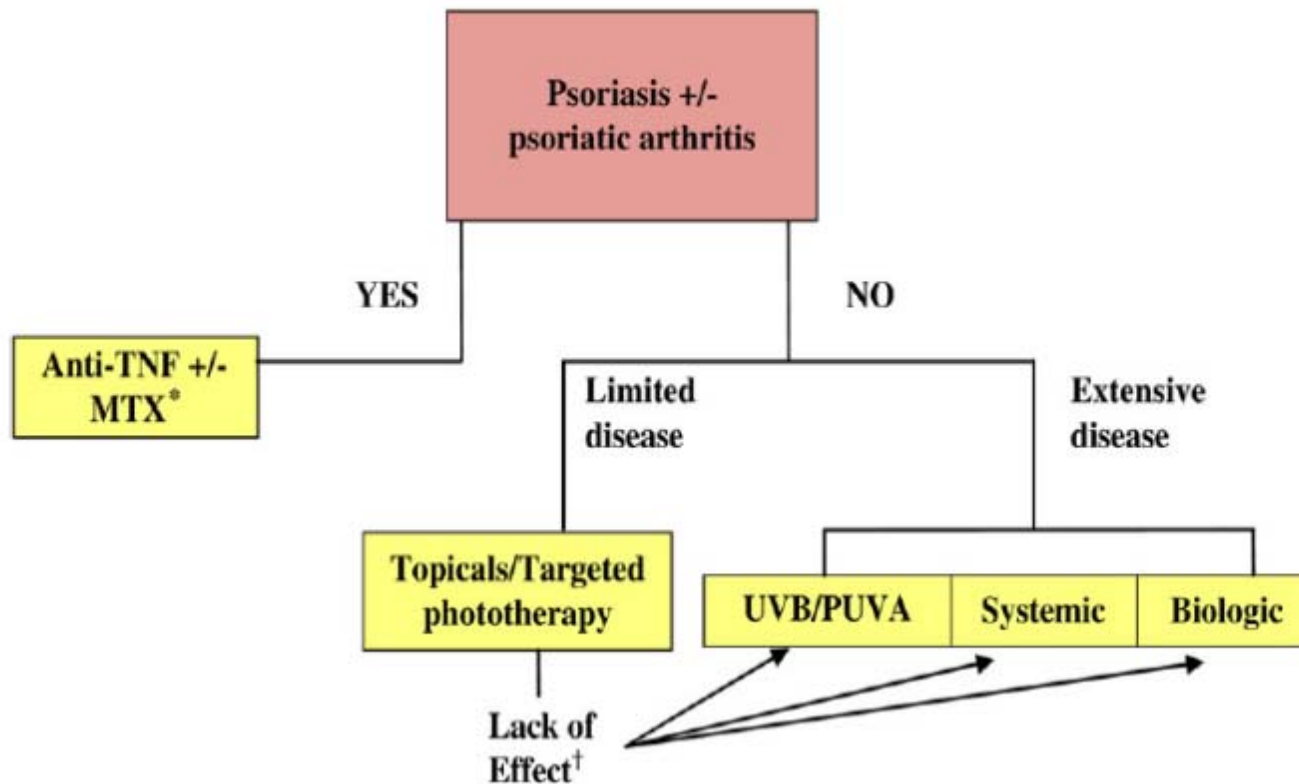 Psoriasis +/-
psoriatic arthritis
YES
NO
Anti-TNF +/-
MTX*
Limited
disease
Extensive
disease
Topicals/Targeted
phototherapy
UVB/PUVA
Systemic
Biologic
Lack of
Effect†